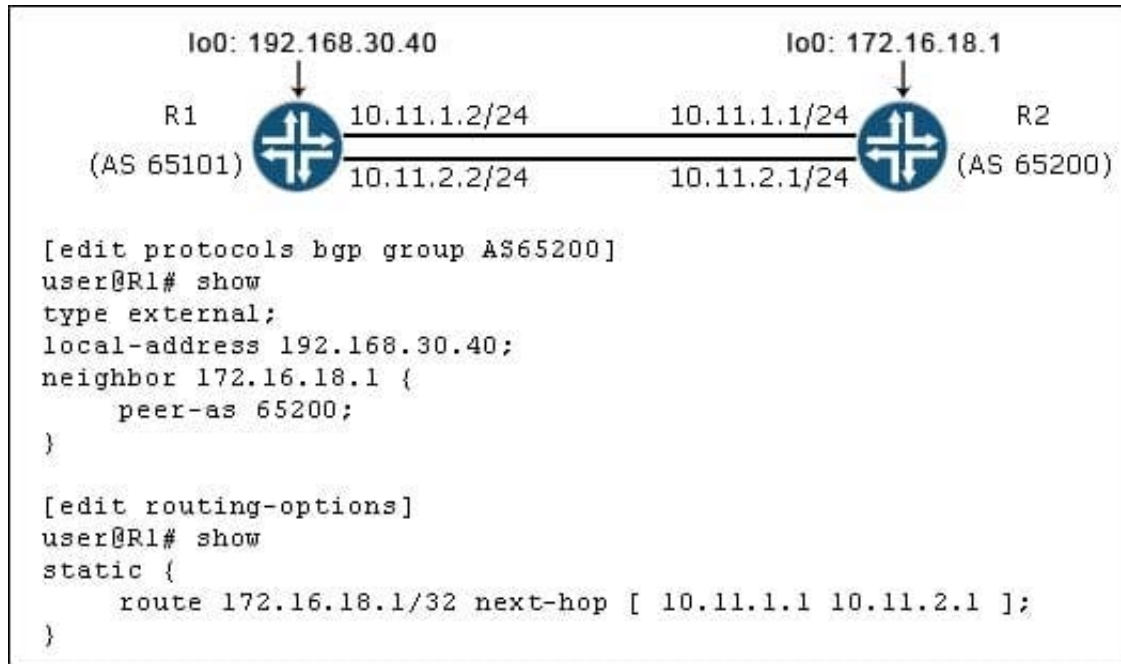 lo0: 192.168.30.40 lo0: 172.16.18.1
R1 10.11.1.2/24 10.11.1.1/24 R2
(AS 65101) 10.11.2.2/24 10.11.2.1/24 (AS 65200)
[edit protocols bgp group AS65200]
user@R1# show
type external;
local-address 192.168.30.40;
neighbor 172.16.18.1 {
peer-as 65200;
}
[edit routing-options]
user@R1# show
static {
route 172.16.18.1/32 next-hop [ 10.11.1.1 10.11.2.1 ];
}